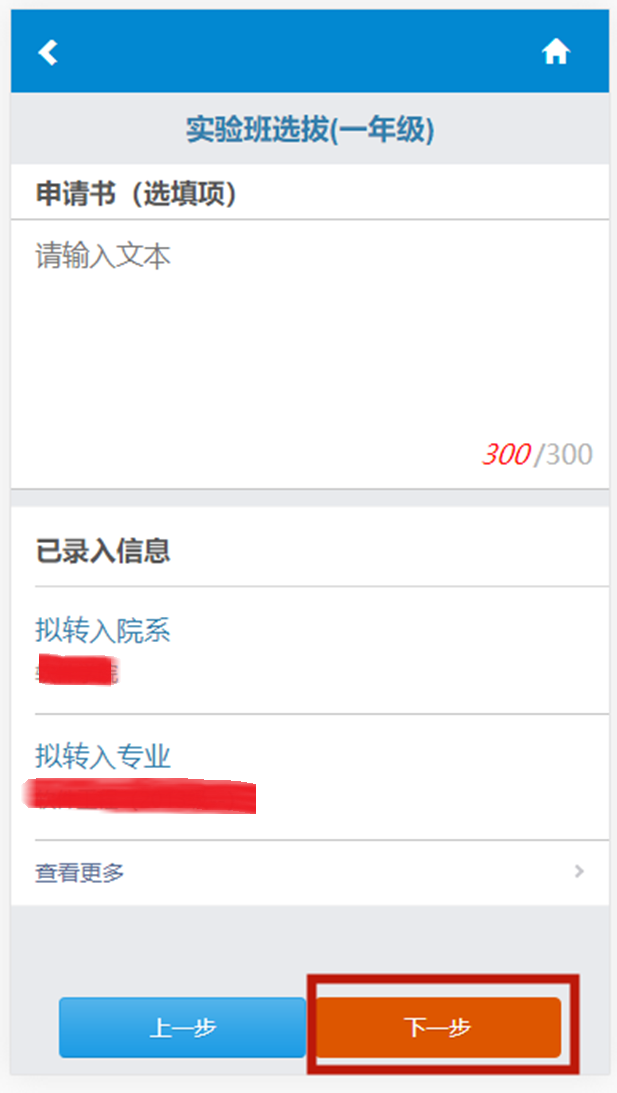 实验班选拔(一年级)
申请书（选填项）
请输入文本
300/300
已录入信息
拟转入院系
拟转入专业
查看更多
上一步
下一步